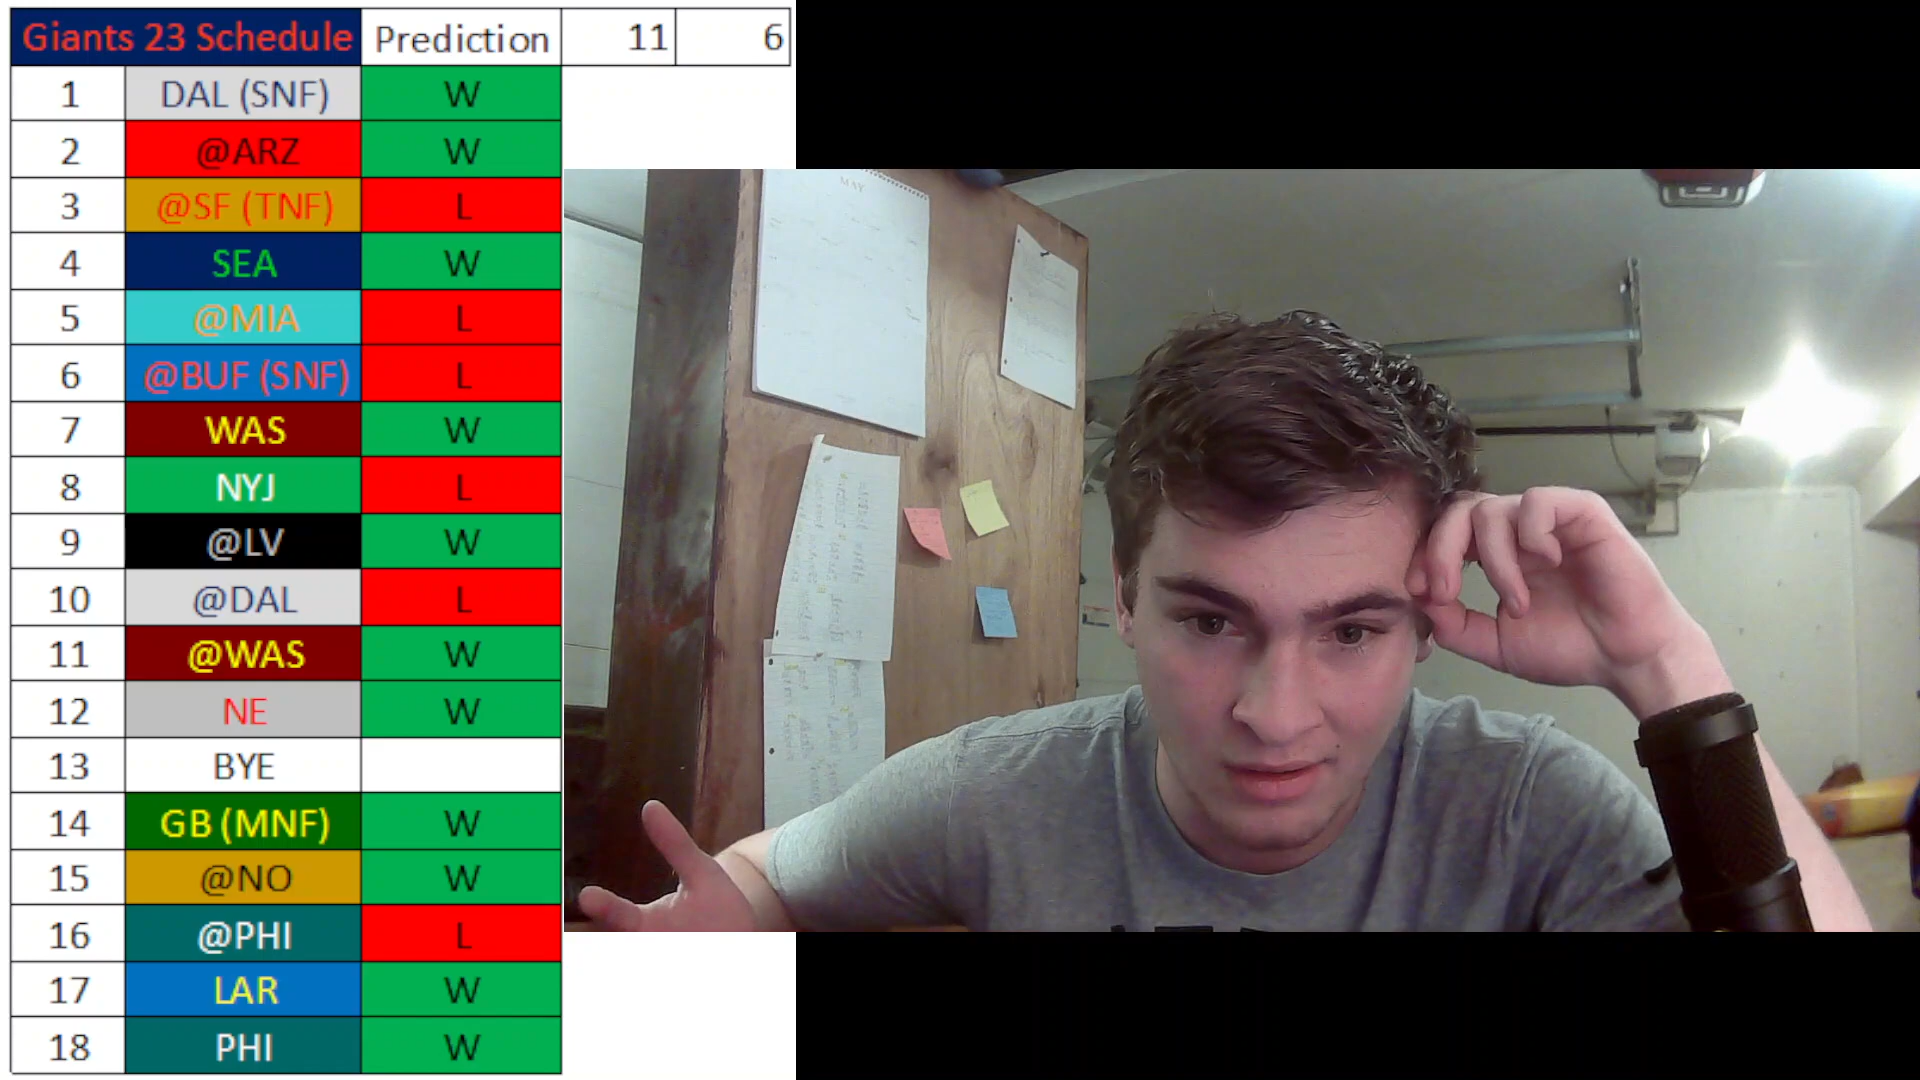 Giants 23 Schedule Prediction 11 6
1 DAL (SNF) W
2 @ARZ W
3 @SF (TNF) L
4 SEA W
5 @MIA L
6 @BUF (SNF) L
7 WAS W
8 NYJ L
9 @LV W
10 @DAL L
11 @WAS W
12 NE W
13 BYE
14 GB (MNF) W
15 @NO W
16 @PHI L
17 LAR W
18 PHI W
MAY